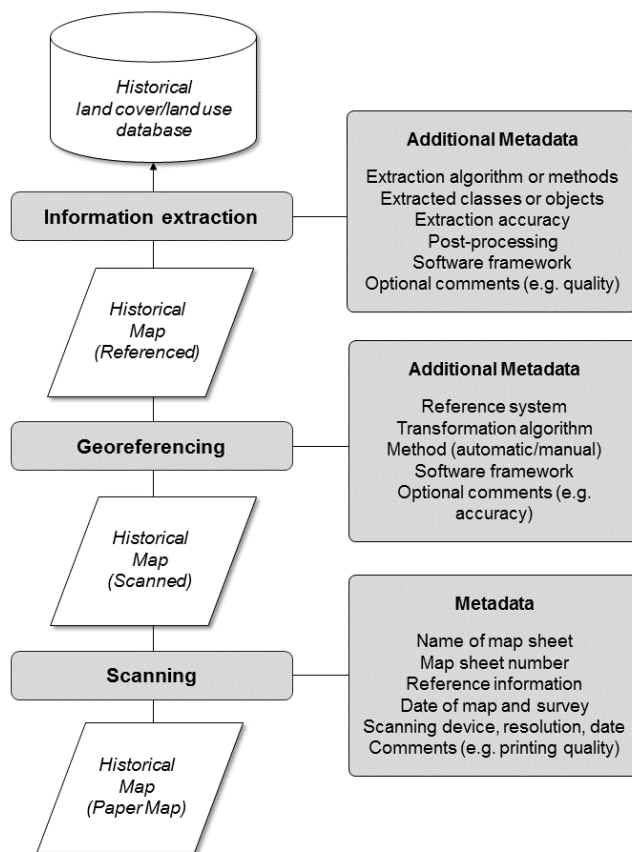 Historical
land cover/land use
database
Information extraction
Additional Metadata
Extraction algorithm or methods
Extracted classes or objects
Extraction accuracy
Post-processing
Software framework
Optional comments (e.g. quality)
Historical
Map
(Referenced)
Georeferencing
Additional Metadata
Reference system
Transformation algorithm
Method (automatic/manual)
Software framework
Optional comments (e.g.
accuracy)
Historical
Map
(Scanned)
Scanning
Metadata
Name of map sheet
Map sheet number
Reference information
Date of map and survey
Scanning device, resolution, date
Comments (e.g. printing quality)
Historical
Map
(Paper Map)